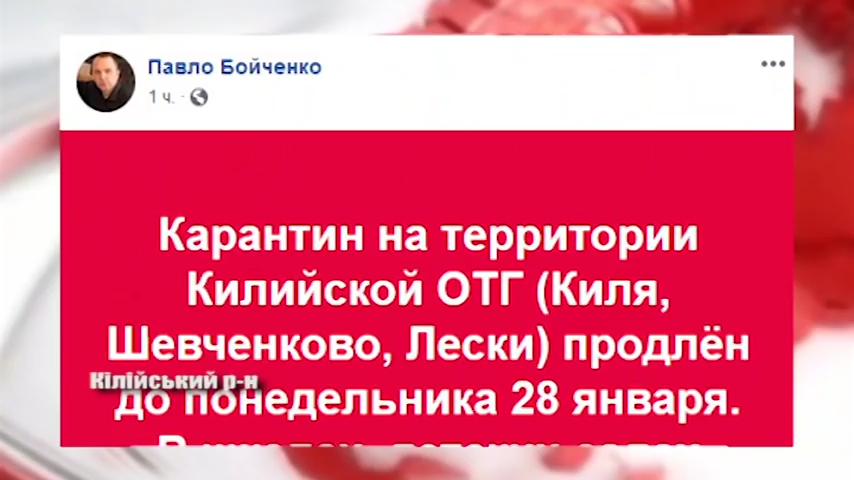 Павло Бойченко
1 ч. ·
Карантин на территории
Килийской ОТГ (Киля,
Шевченково, Лески) продлён
Кілійський р-н
до понедельника 28 января.